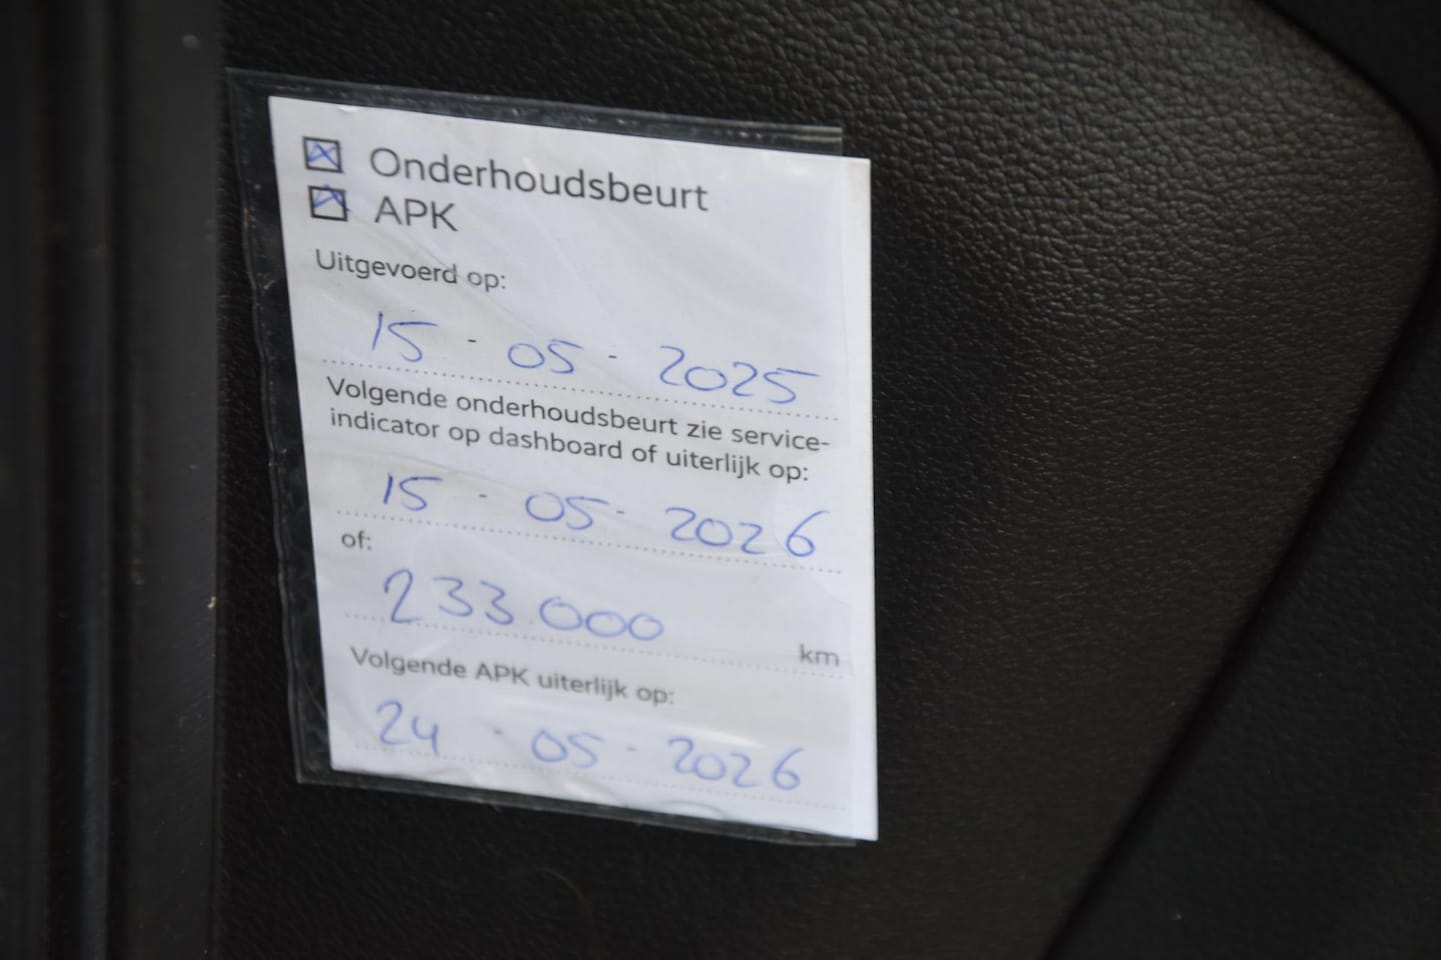 Onderhoudsbeurt
APK
Uitgevoerd op:
15 - 05 - 2025
Volgende onderhoudsbeurt zie service-
indicator op dashboard of uiterlijk op:
15 - 05 - 2026
of:
233.000 km
Volgende APK uiterlijk op:
24 - 05 - 2026